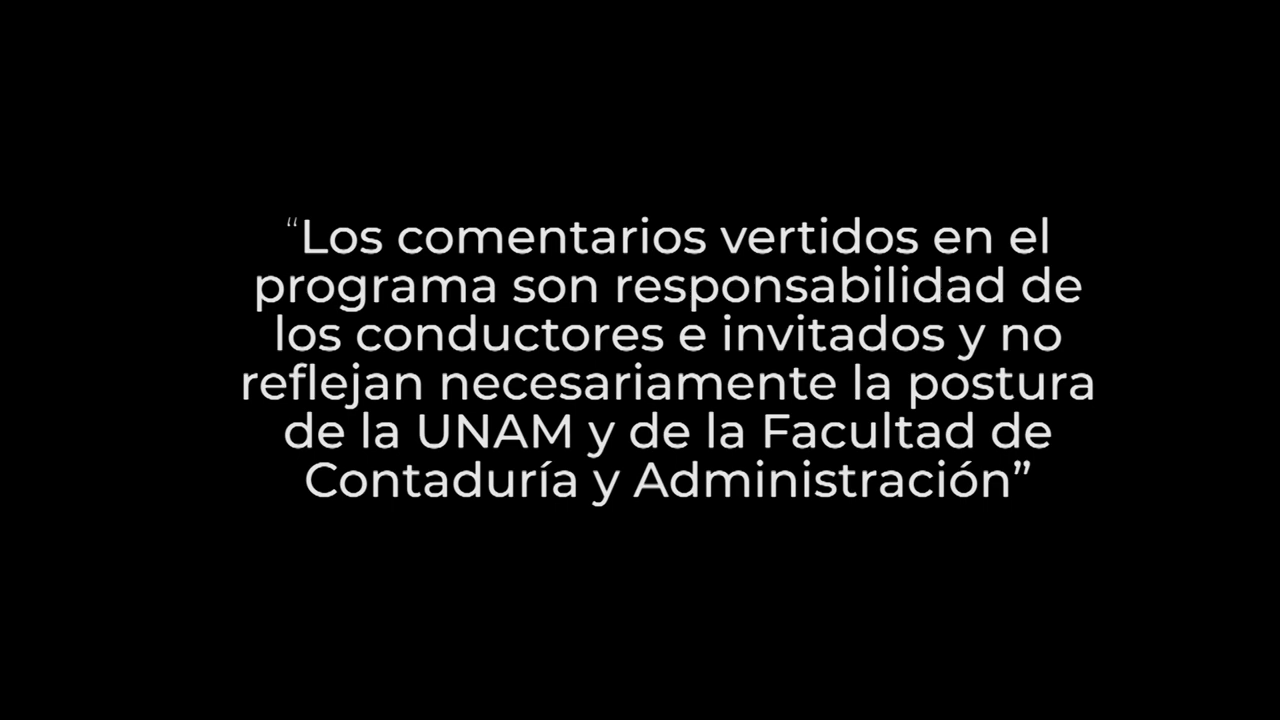 “Los comentarios vertidos en el
programa son responsabilidad de
los conductores e invitados y no
reflejan necesariamente la postura
de la UNAM y de la Facultad de
Contaduría y Administración”